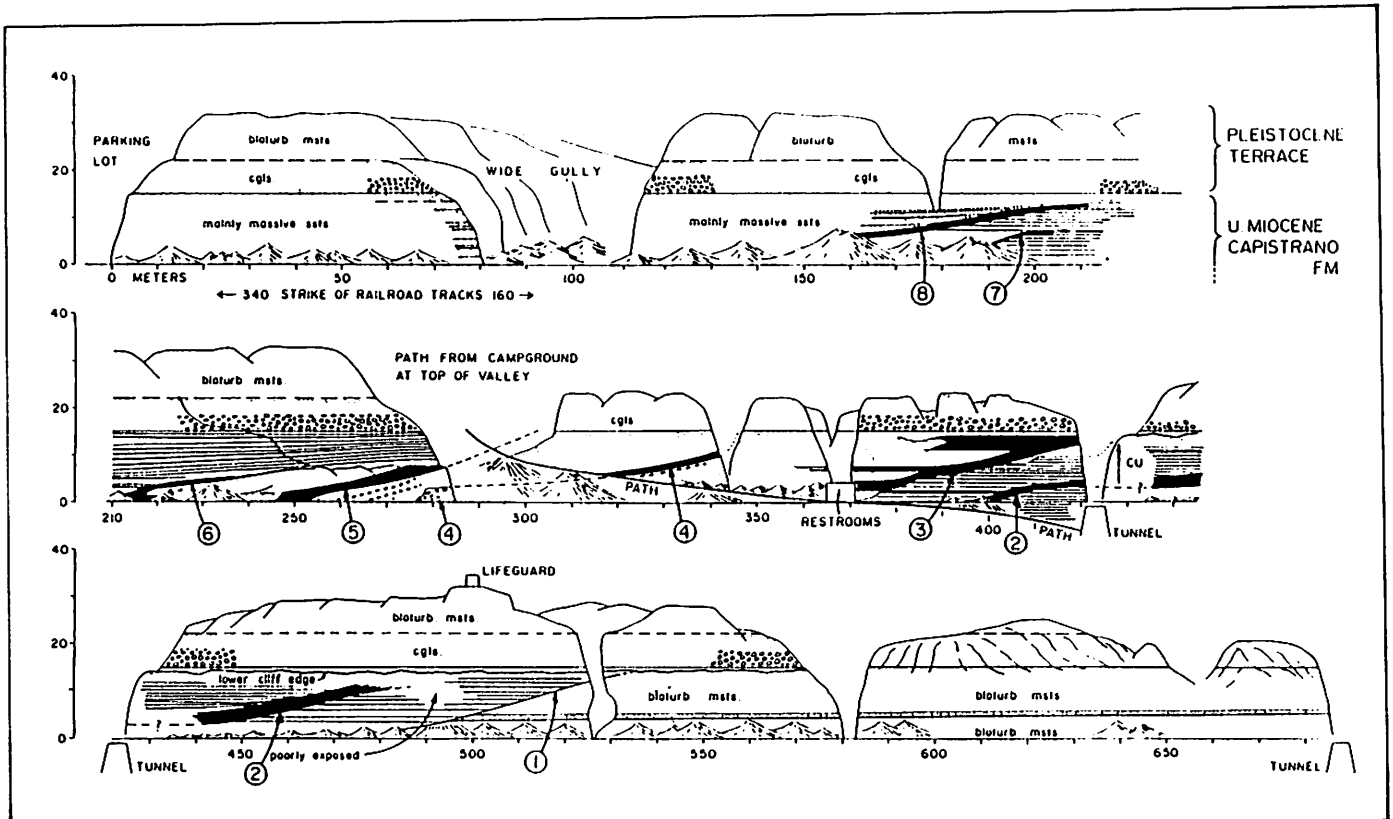 40
PARKING LOT
bioturb msts
bioturb
msts
PLEISTOCENE TERRACE
20
WIDE GULLY
cgls
cgls
mainly massive ssts
mainly massive ssts
U. MIOCENE CAPISTRANO FM
0
0 METERS 50 100 150 200
← 340 STRIKE OF RAILROAD TRACKS 160 →
8
7
40
PATH FROM CAMPGROUND
AT TOP OF VALLEY
bioturb msts.
20
cgls
CU
?
0
PATH
210 250 300 350 RESTROOMS 400 PATH TUNNEL
6
5
4
4
3
2
40
LIFEGUARD
bioturb. msts.
20
cgls.
lower cliff edge
bioturb msts.
bioturb msts
?
bioturb msts
0
TUNNEL 450 poorly exposed 500 550 600 650 TUNNEL
2
1